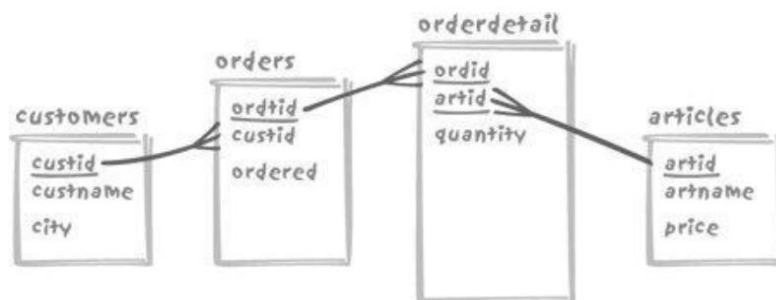 customers
custid
custname
city
orders
ordtid
custid
ordered
orderdetail
ordid
artid
quantity
articles
artid
artname
price